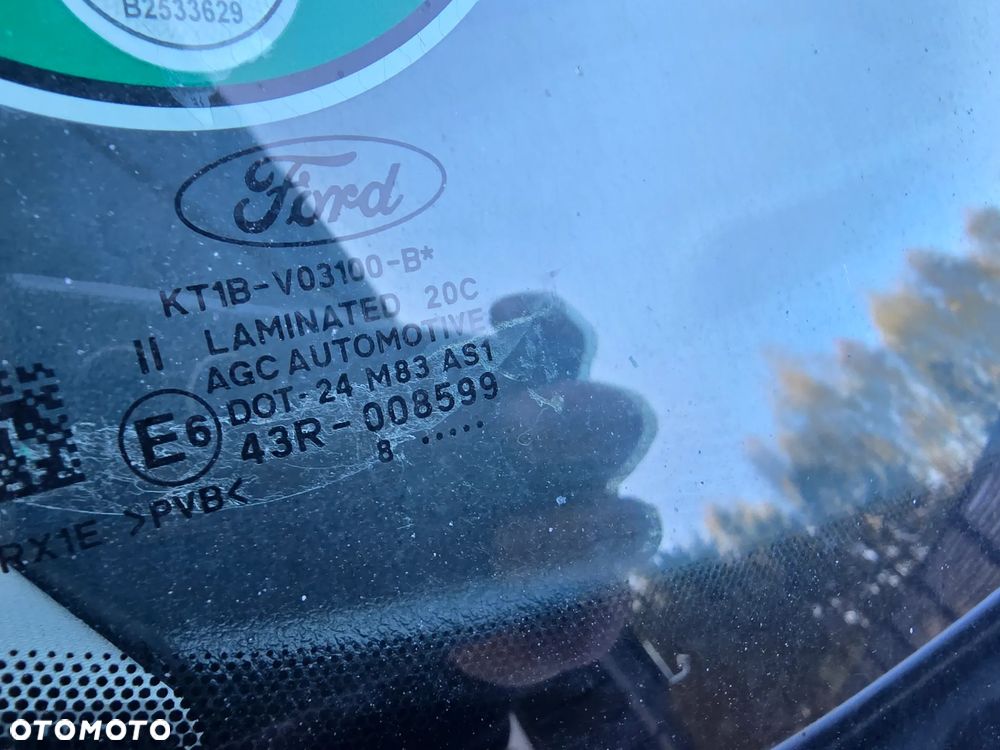 B2533629
Ford
KT1B-V03100-B*
II LAMINATED 20C
AGC AUTOMOTIVE
E6 DOT-24 M83 AS1
43R-008599
8 .....
RX1E >PVB<
OTOMOTO